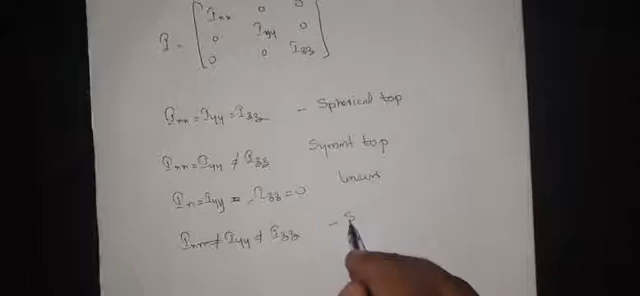 I = [ Ixx 0 0
0 Iyy 0
0 0 Izz ]
Ixx = Iyy = Izz - Spherical top
Ixx = Iyy ≠ Izz Symmt top
Ix = Iyy = Izz = 0 linear
Ixx ≠ Iyy ≠ Izz - S